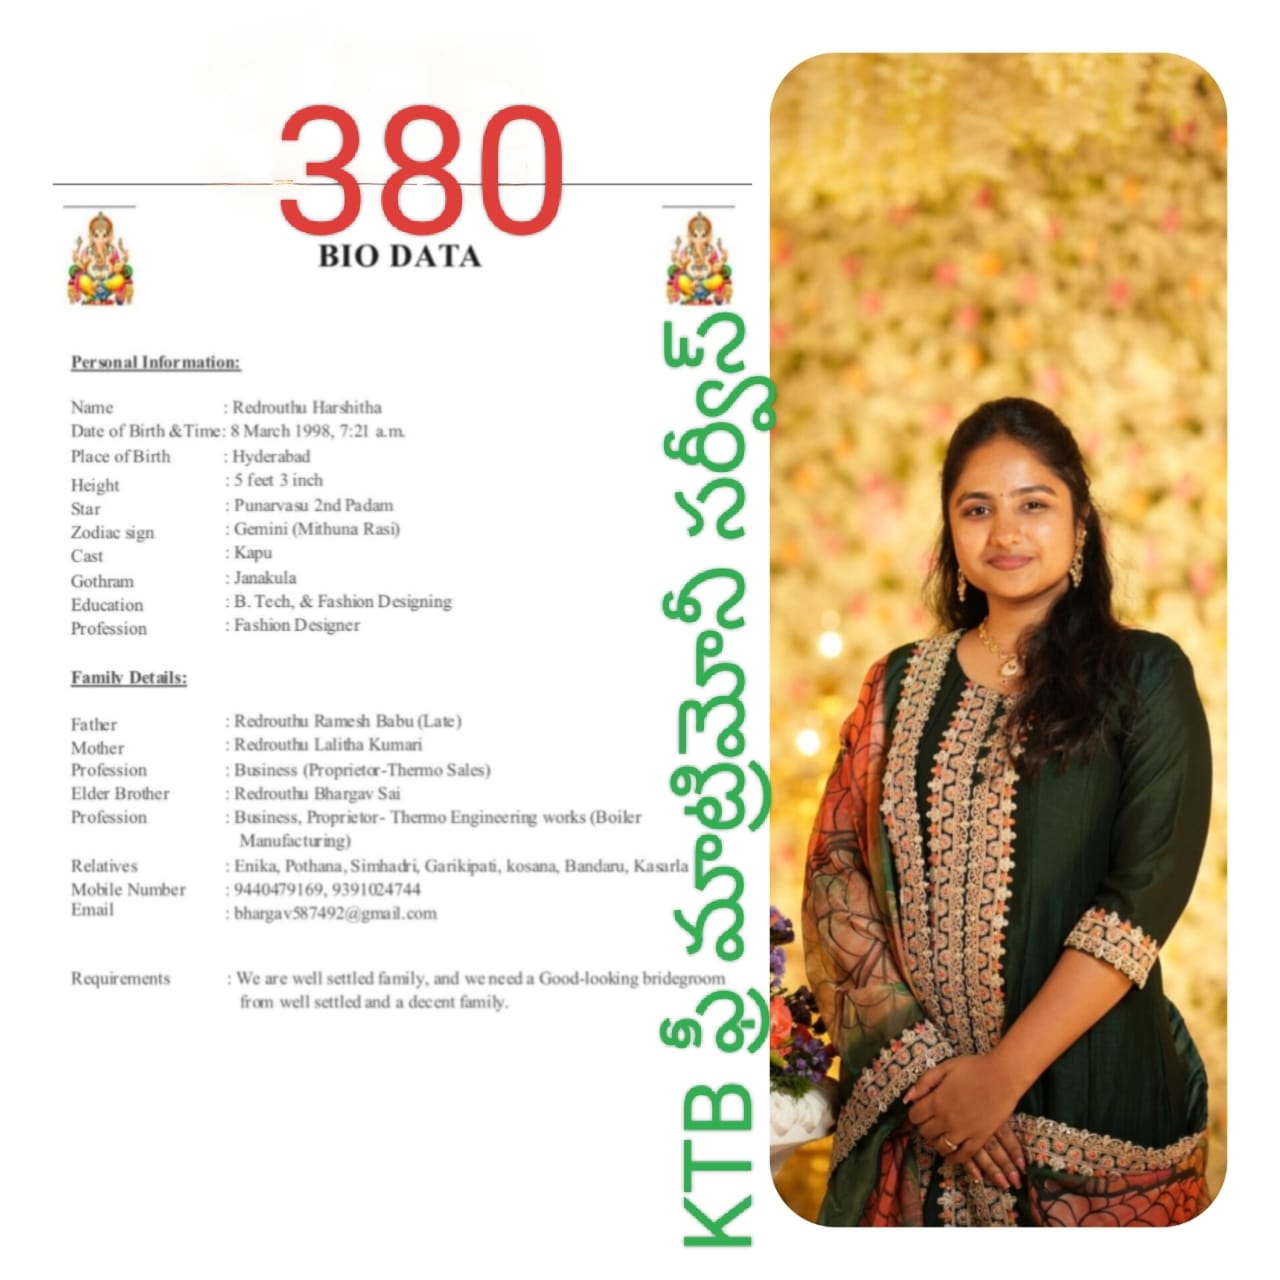 380
BIO DATA
Personal Information:
Name : Redrouthu Harshitha
Date of Birth &Time: 8 March 1998, 7:21 a.m.
Place of Birth : Hyderabad
Height : 5 feet 3 inch
Star : Punarvasu 2nd Padam
Zodiac sign : Gemini (Mithuna Rasi)
Cast : Kapu
Gothram : Janakula
Education : B. Tech, & Fashion Designing
Profession : Fashion Designer
Family Details:
Father : Redrouthu Ramesh Babu (Late)
Mother : Redrouthu Lalitha Kumari
Profession : Business (Proprietor-Thermo Sales)
Elder Brother : Redrouthu Bhargav Sai
Profession : Business, Proprietor- Thermo Engineering works (Boiler
Manufacturing)
Relatives : Enika, Pothana, Simhadri, Garikipati, kosana, Bandaru, Kasarla
Mobile Number : 9440479169, 9391024744
Email : bhargav587492@gmail.com
Requirements : We are well settled family, and we need a Good-looking bridegroom
from well settled and a decent family.
KTB ఫ్రీ మాట్రిమోనీ సర్వీస్